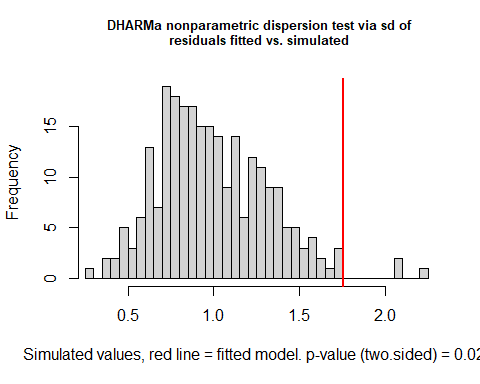 DHARMa nonparametric dispersion test via sd of
residuals fitted vs. simulated
Frequency
15
10
5
0
0.5 1.0 1.5 2.0
Simulated values, red line = fitted model. p-value (two.sided) = 0.02